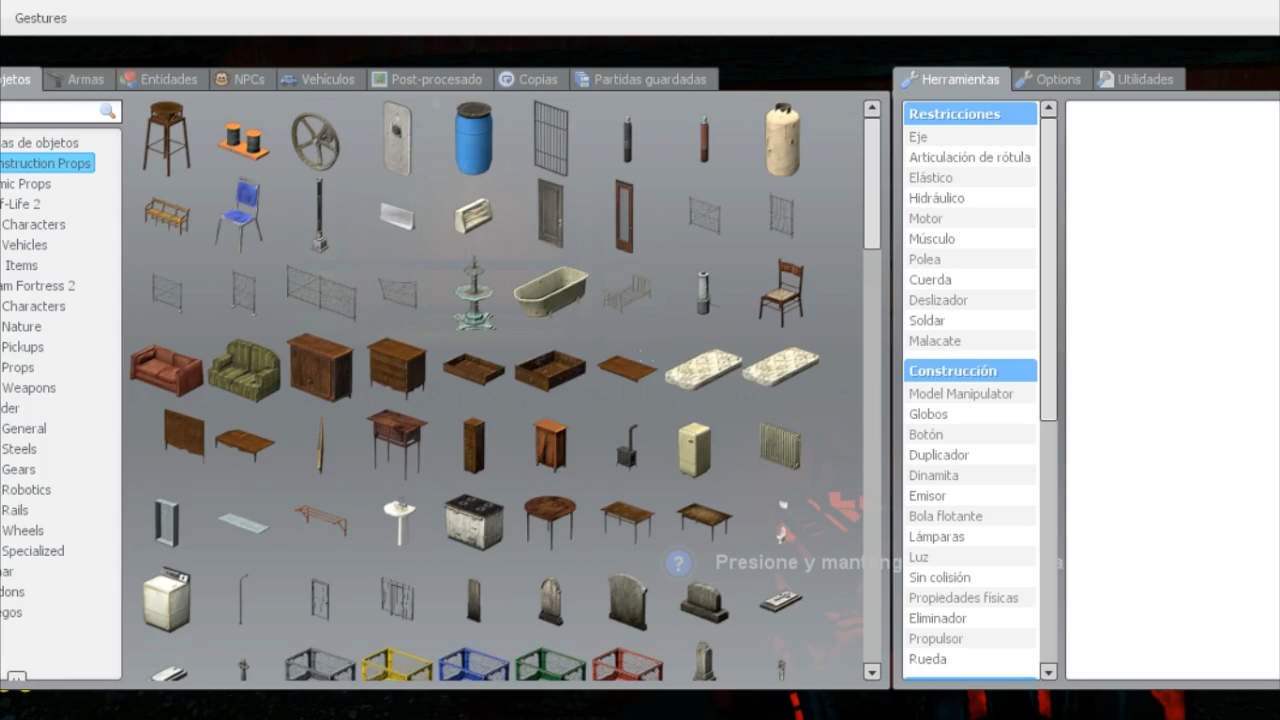 Gestures
jetos
Armas
Entidades
NPCs
Vehículos
Post-procesado
Copias
Partidas guardadas
Herramientas
Options
Utilidades
as de objetos
nstruction Props
mic Props
f-Life 2
Characters
Vehicles
Items
am Fortress 2
Characters
Nature
Pickups
Props
Weapons
der
General
Steels
Gears
Robotics
Rails
Wheels
Specialized
ar
dons
egos
Presione y manteng
a
Restricciones
Eje
Articulación de rótula
Elástico
Hidráulico
Motor
Músculo
Polea
Cuerda
Deslizador
Soldar
Malacate
Construcción
Model Manipulator
Globos
Botón
Duplicador
Dinamita
Emisor
Bola flotante
Lámparas
Luz
Sin colisión
Propiedades físicas
Eliminador
Propulsor
Rueda